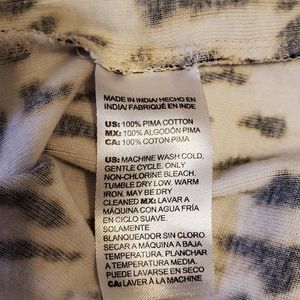 MADE IN INDIA/ HECHO EN
INDIA/ FABRIQUÉ EN INDE
US: 100% PIMA COTTON
MX: 100% ALGODÓN PIMA
CA: 100% COTON PIMA
US: MACHINE WASH COLD,
GENTLE CYCLE. ONLY
NON-CHLORINE BLEACH.
TUMBLE DRY LOW. WARM
IRON. MAY BE DRY
CLEANED MX: LAVAR A
MÁQUINA CON AGUA FRÍA
EN CICLO SUAVE.
SOLAMENTE
BLANQUEADOR SIN CLORO.
SECAR A MÁQUINA A BAJA
TEMPERATURA. PLANCHAR
A TEMPERATURA MEDIA.
PUEDE LAVARSE EN SECO
CA: LAVER À LA MACHINE